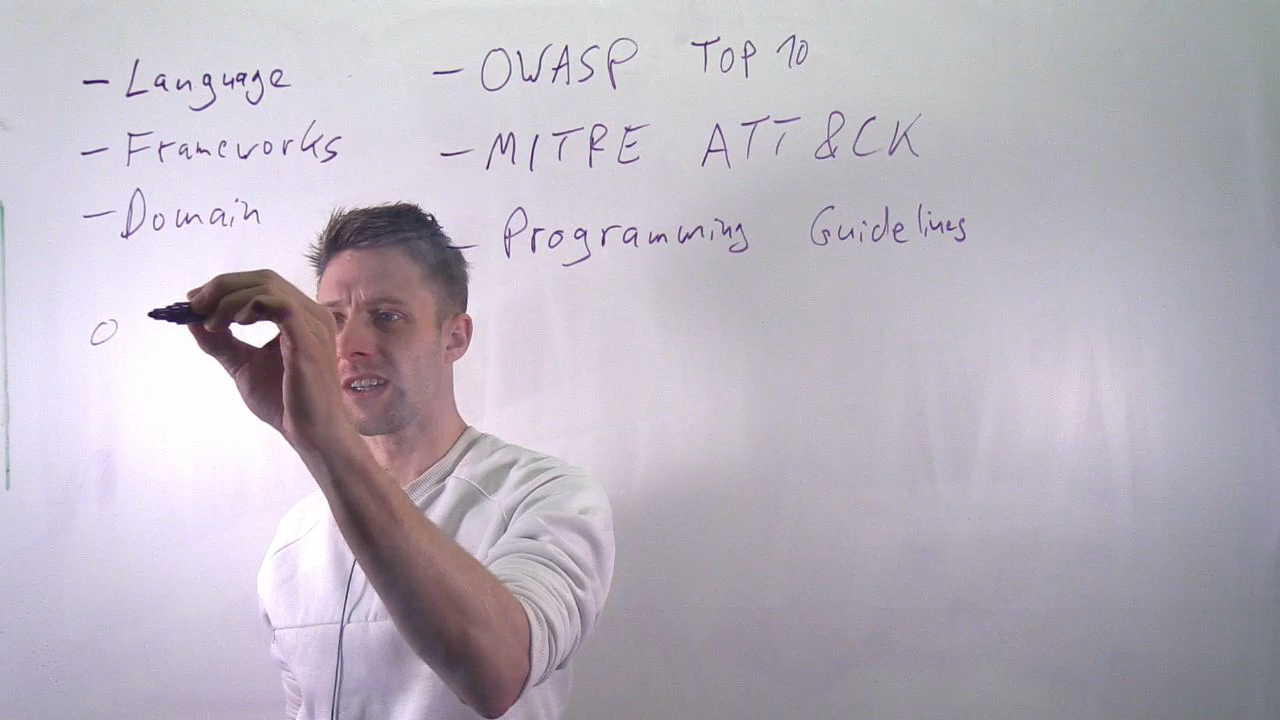 - Language
- Frameworks
- Domain
o
- OWASP TOP 10
- MITRE ATT&CK
- Programming Guidelines